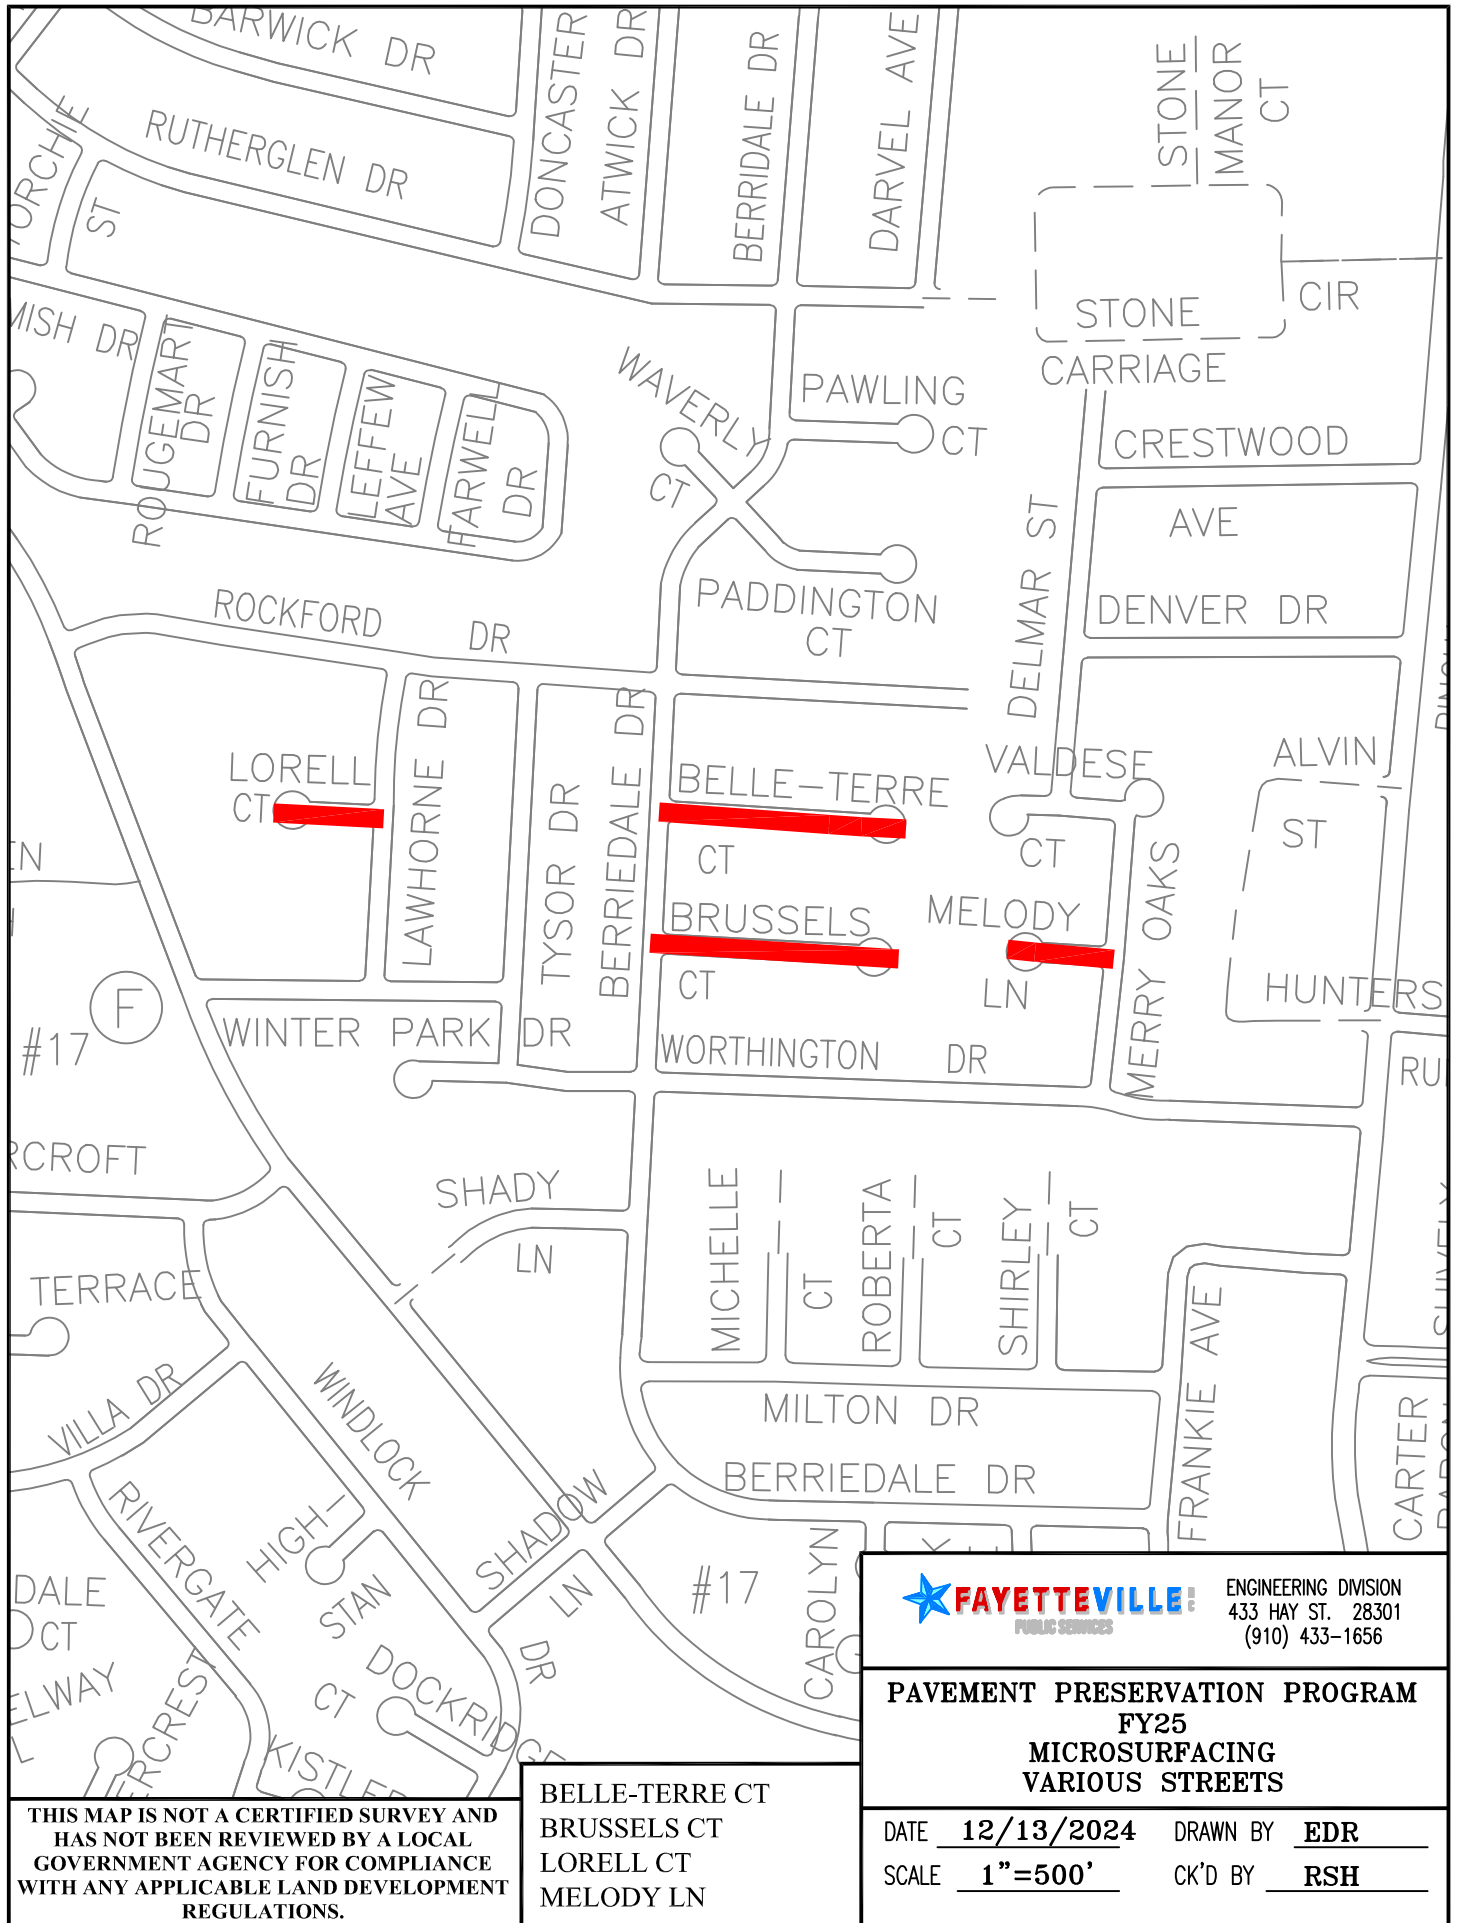 BARWICK DR
RUTHERGLEN DR
DONCASTER
ATWICK DR
BERRIDALE DR
DARVEL AVE
STONE
MANOR
CT
ST
STONE
CIR
CARRIAGE
ROUGEMART
DR
FURNISH
DR
LEFFEW
AVE
FARWELL
DR
WAVERLY
CT
PAWLING
CT
CRESTWOOD
AVE
DELMAR ST
DENVER DR
PADDINGTON
CT
ROCKFORD DR
LORELL
CT
LAWHORNE DR
TYSOR DR
BERRIEDALE DR
BELLE-TERRE
CT
VALDESE
CT
ALVIN
ST
BRUSSELS
CT
MELODY
LN
MERRY OAKS
HUNTERS
F
#17
WINTER PARK DR
WORTHINGTON DR
SHADY
LN
MICHELLE
CT
ROBERTA
CT
SHIRLEY
CT
TERRACE
VILLA DR
WINDLOCK
DR
MILTON DR
BERRIEDALE DR
FRANKIE AVE
CARTER
RIVERGATE
HIGH
STAN
CT
SHADOW
LN
#17
CAROLYN
CT
DOCKRIDGE
FAYETTEVILLE
PUBLIC SERVICES
ENGINEERING DIVISION
433 HAY ST. 28301
(910) 433-1656
PAVEMENT PRESERVATION PROGRAM
FY25
MICROSURFACING
VARIOUS STREETS
DATE 12/13/2024 DRAWN BY EDR
SCALE 1"=500' CK'D BY RSH
BELLE-TERRE CT
BRUSSELS CT
LORELL CT
MELODY LN
THIS MAP IS NOT A CERTIFIED SURVEY AND
HAS NOT BEEN REVIEWED BY A LOCAL
GOVERNMENT AGENCY FOR COMPLIANCE
WITH ANY APPLICABLE LAND DEVELOPMENT
REGULATIONS.